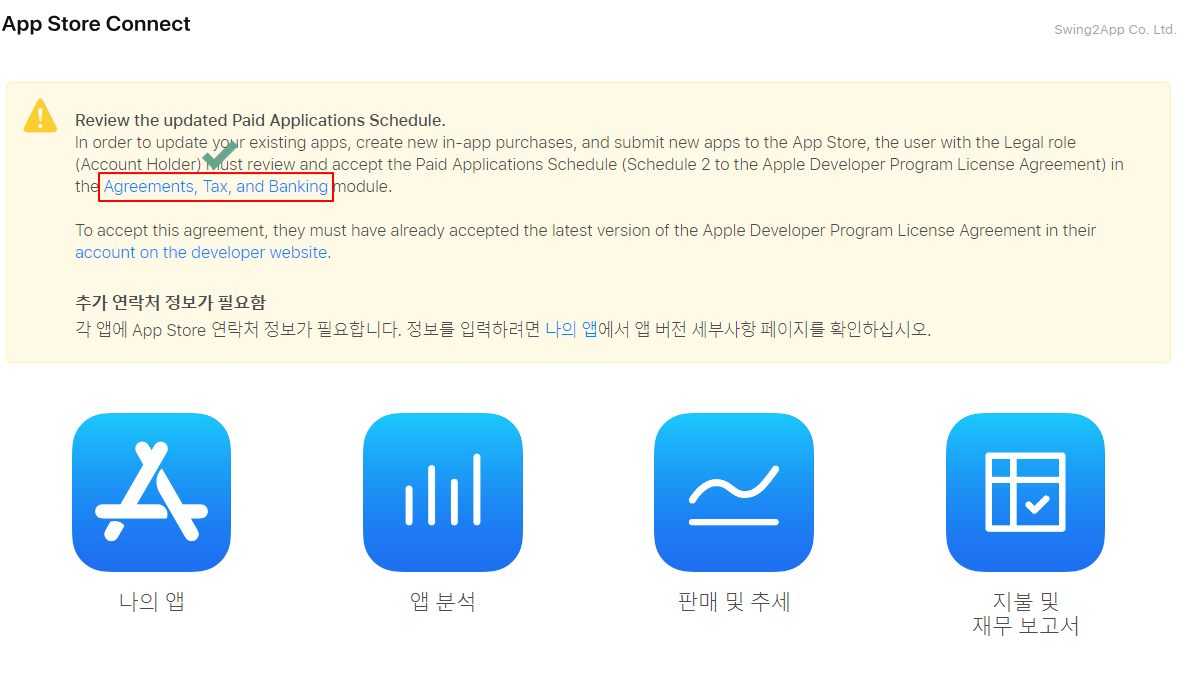 App Store Connect
Swing2App Co. Ltd.
Review the updated Paid Applications Schedule.
In order to update your existing apps, create new in-app purchases, and submit new apps to the App Store, the user with the Legal role
(Account Holder) must review and accept the Paid Applications Schedule (Schedule 2 to the Apple Developer Program License Agreement) in
the Agreements, Tax, and Banking module.
To accept this agreement, they must have already accepted the latest version of the Apple Developer Program License Agreement in their
account on the developer website.
추가 연락처 정보가 필요함
각 앱에 App Store 연락처 정보가 필요합니다. 정보를 입력하려면 나의 앱에서 앱 버전 세부사항 페이지를 확인하십시오.
나의 앱
앱 분석
판매 및 추세
지불 및
재무 보고서